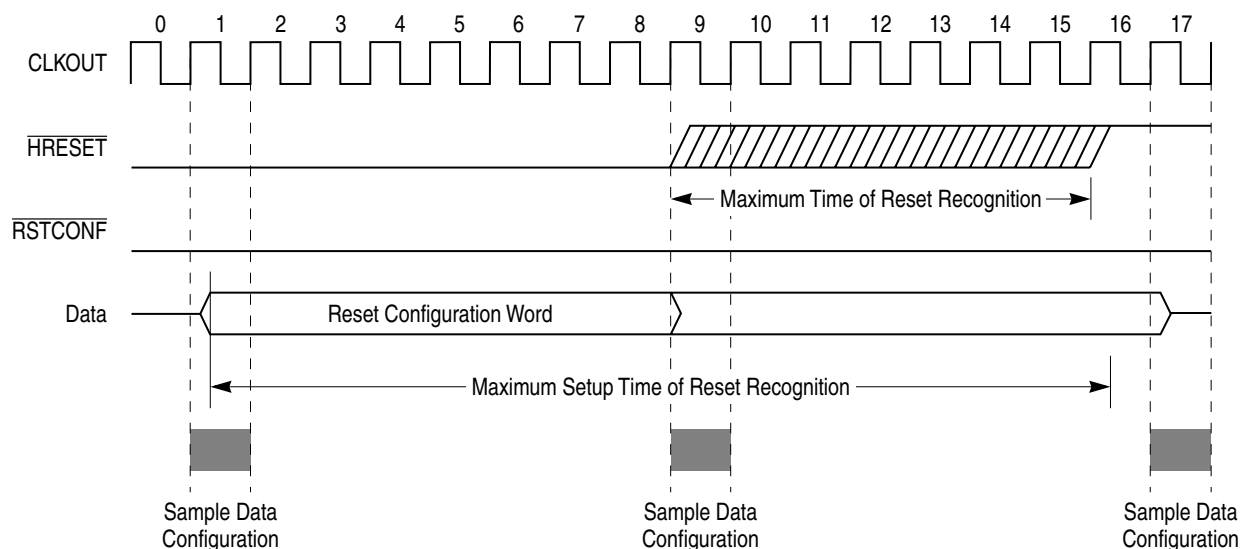 0 1 2 3 4 5 6 7 8 9 10 11 12 13 14 15 16 17
CLKOUT
HRESET
Maximum Time of Reset Recognition
RSTCONF
Data
Reset Configuration Word
Maximum Setup Time of Reset Recognition
Sample Data
Configuration
Sample Data
Configuration
Sample Data
Configuration